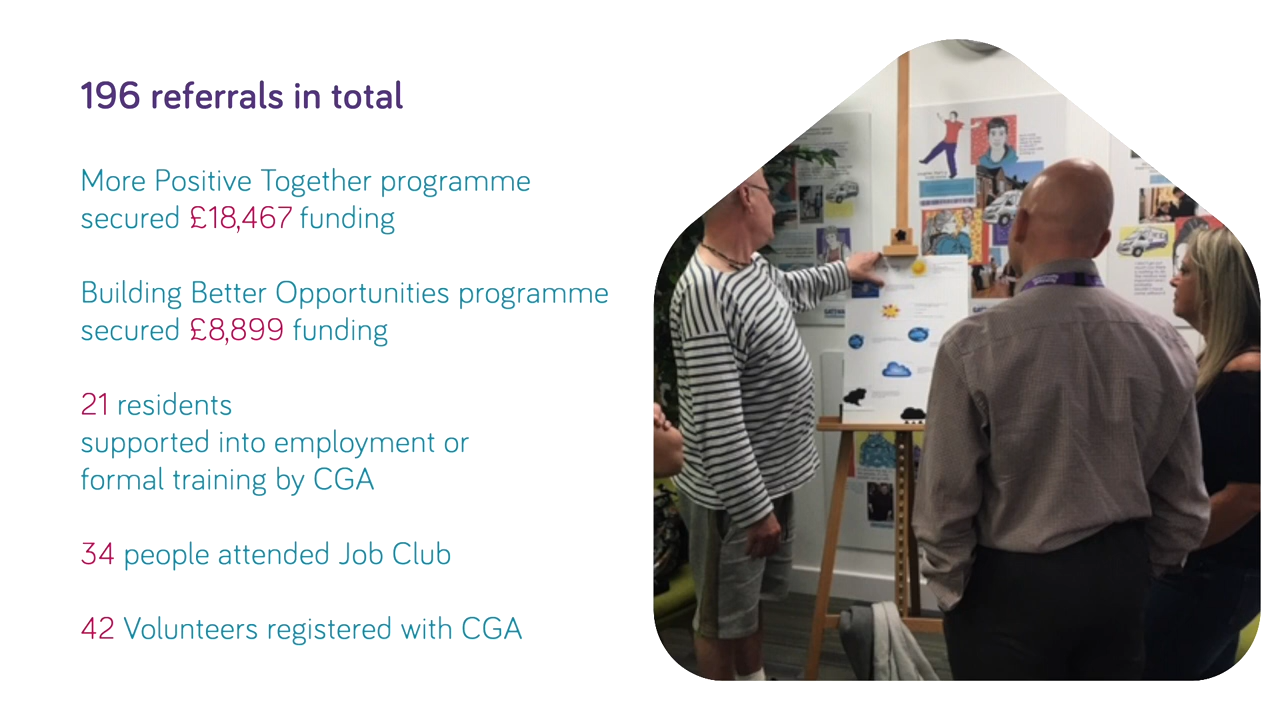 196 referrals in total
More Positive Together programme
secured £18,467 funding
Building Better Opportunities programme
secured £8,899 funding
21 residents
supported into employment or
formal training by CGA
34 people attended Job Club
42 Volunteers registered with CGA